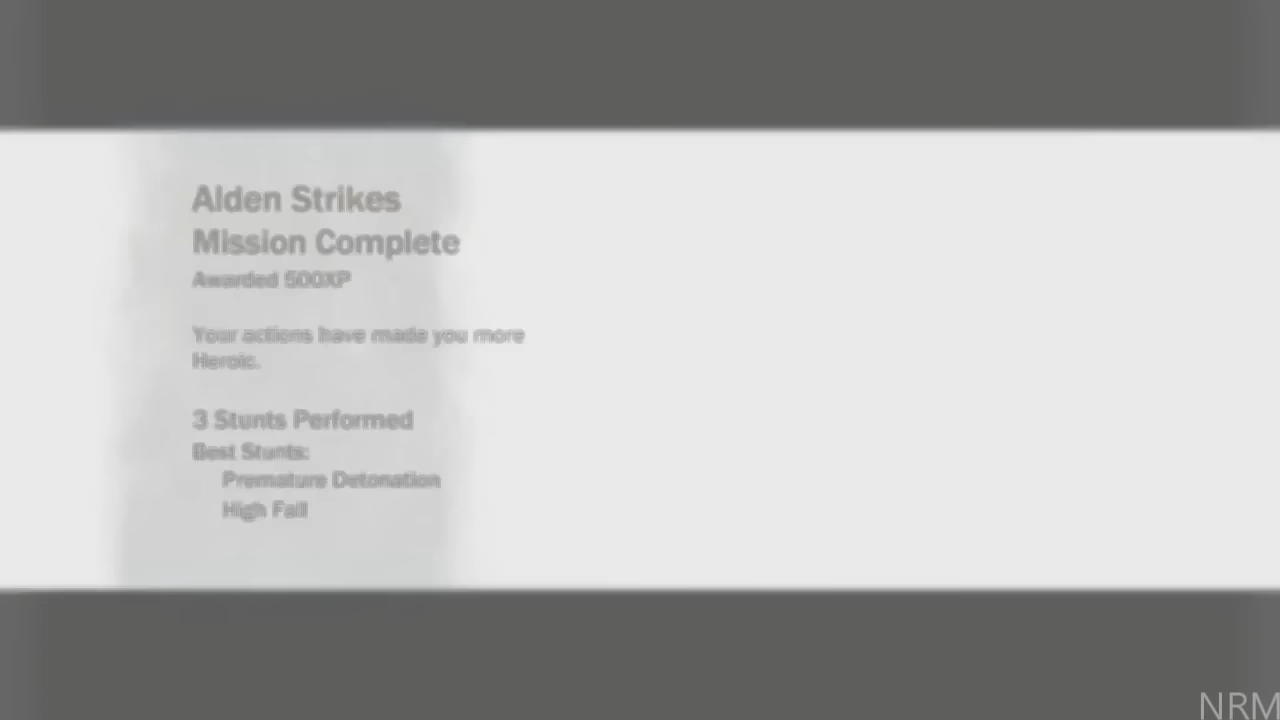 Alden Strikes
Mission Complete
Awarded 500XP
Your actions have made you more
Heroic.
3 Stunts Performed
Best Stunts:
Premature Detonation
High Fall
NRM